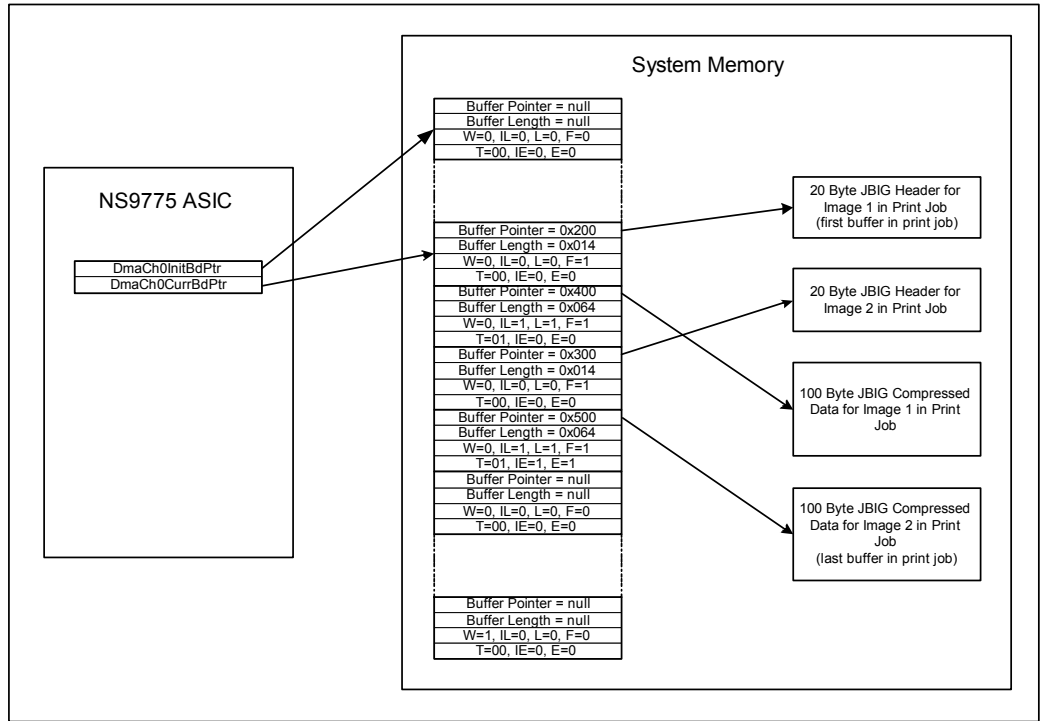 System Memory
Buffer Pointer = null
Buffer Length = null
W=0, IL=0, L=0, F=0
T=00, IE=0, E=0
NS9775 ASIC
DmaCh0InitBdPtr
DmaCh0CurrBdPtr
Buffer Pointer = 0x200
Buffer Length = 0x014
W=0, IL=0, L=0, F=1
T=00, IE=0, E=0
Buffer Pointer = 0x400
Buffer Length = 0x064
W=0, IL=1, L=1, F=1
T=01, IE=0, E=0
Buffer Pointer = 0x300
Buffer Length = 0x014
W=0, IL=0, L=0, F=1
T=00, IE=0, E=0
Buffer Pointer = 0x500
Buffer Length = 0x064
W=0, IL=1, L=1, F=1
T=01, IE=1, E=1
Buffer Pointer = null
Buffer Length = null
W=0, IL=0, L=0, F=0
T=00, IE=0, E=0
Buffer Pointer = null
Buffer Length = null
W=1, IL=0, L=0, F=0
T=00, IE=0, E=0
20 Byte JBIG Header for
Image 1 in Print Job
(first buffer in print job)
20 Byte JBIG Header for
Image 2 in Print Job
100 Byte JBIG Compressed
Data for Image 1 in Print
Job
100 Byte JBIG Compressed
Data for Image 2 in Print
Job
(last buffer in print job)